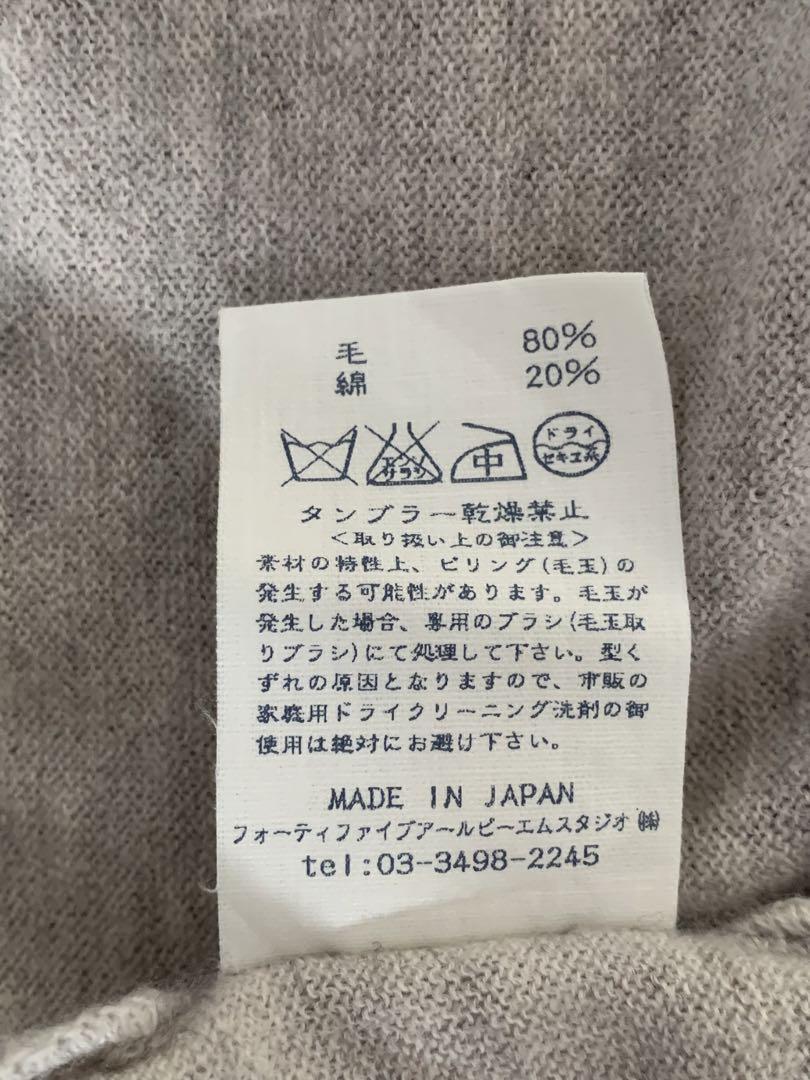 毛 80%
綿 20%
エンソ
サラシ
中
ドライ
セキユ系
タンブラー乾燥禁止
<取り扱い上の御注意>
素材の特性上、ピリング(毛玉)の
発生する可能性があります。毛玉が
発生した場合、専用のブラシ(毛玉取
りブラシ)にて処理して下さい。型く
ずれの原因となりますので、市販の
家庭用ドライクリーニング洗剤の御
使用は絶対にお避け下さい。
MADE IN JAPAN
フォーティファイブアールピーエムスタジオ㈱
tel:03-3498-2245